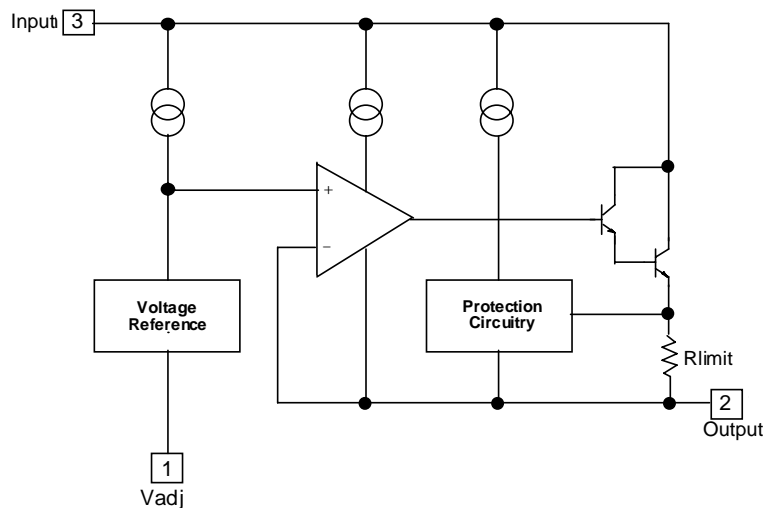 Input 3
+
−
Voltage
Reference
Protection
Circuitry
Rlimit
2
Output
1
Vadj